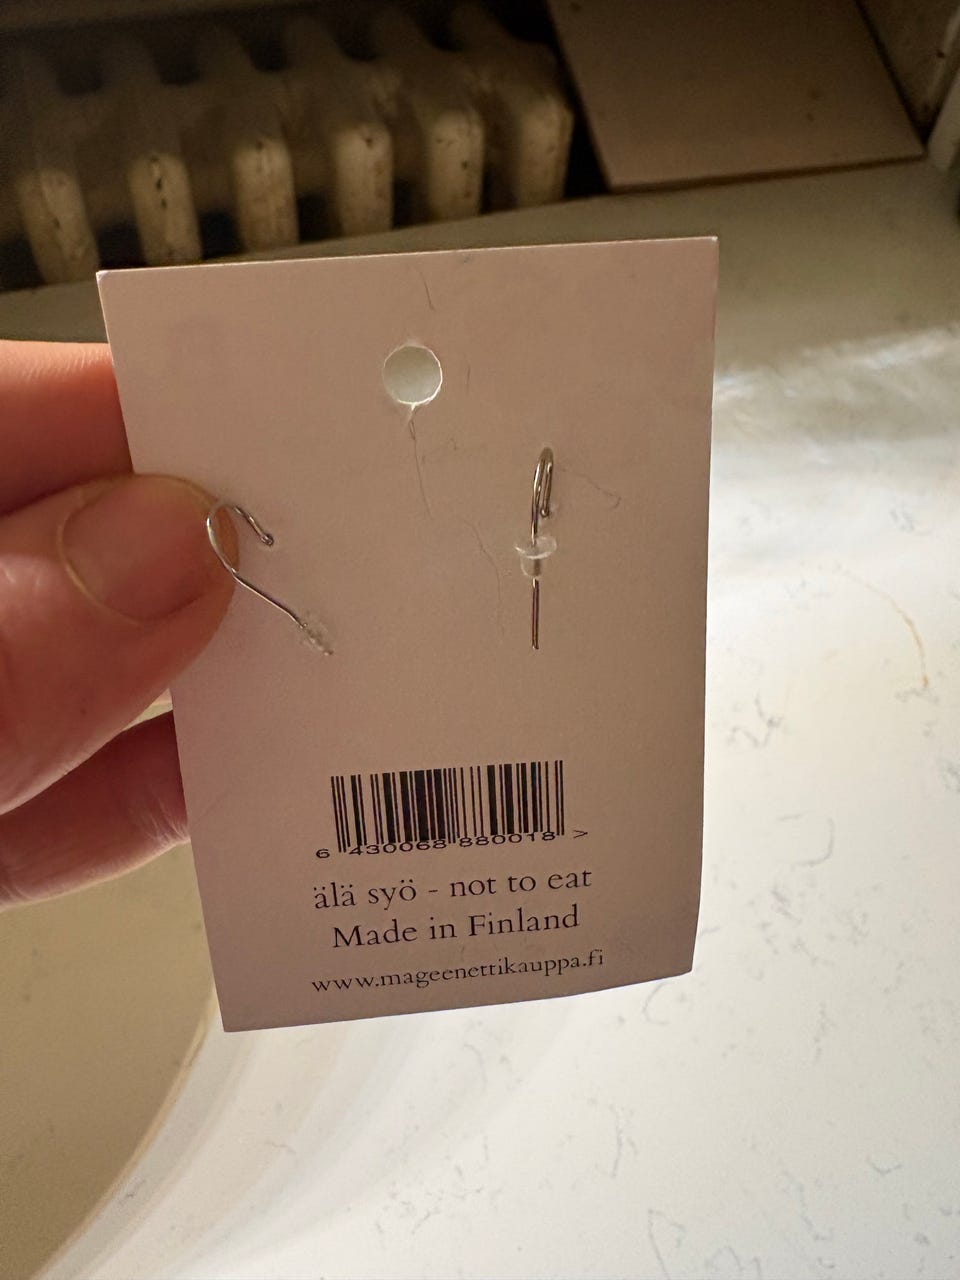 6 430068 880018 >
älä syö - not to eat
Made in Finland
www.mageenettikauppa.fi